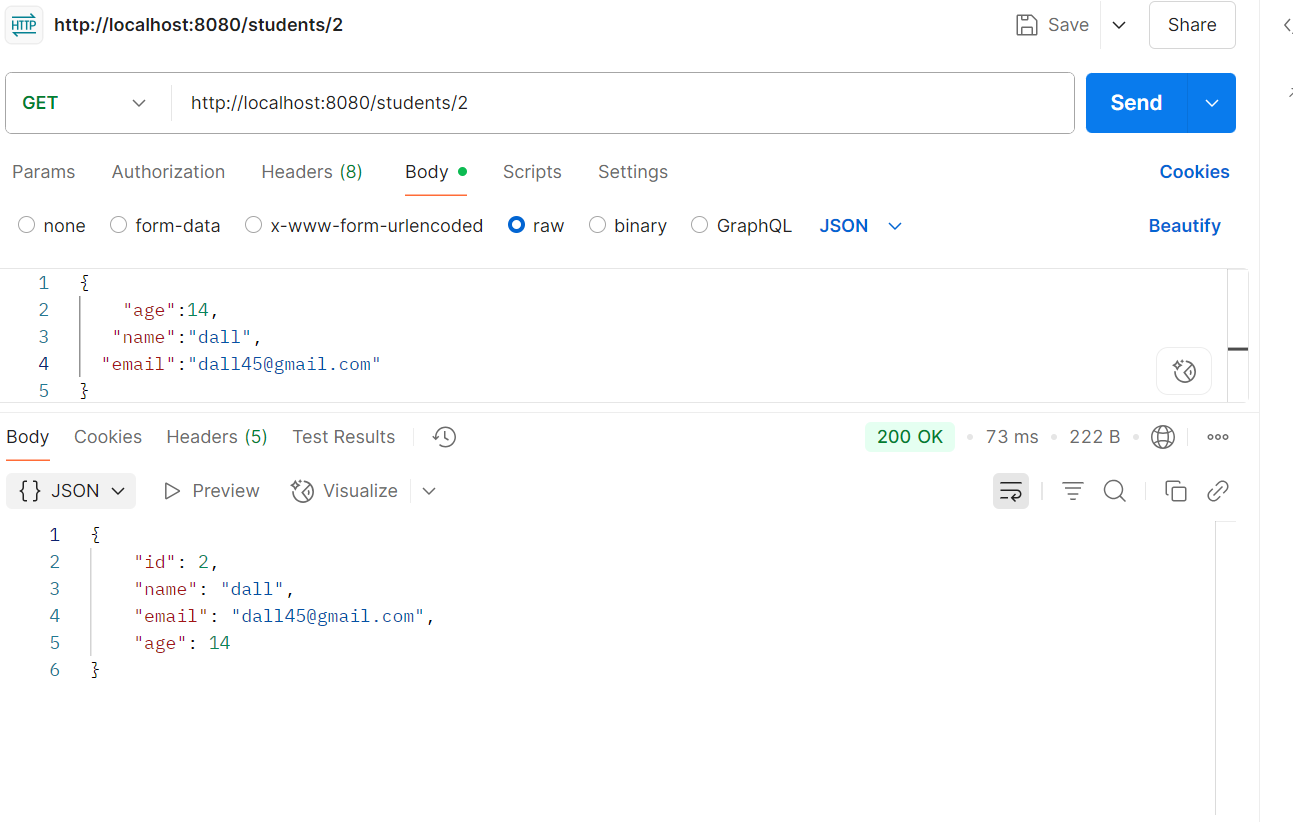 HTTP http://localhost:8080/students/2 Save Share
GET http://localhost:8080/students/2 Send
Params Authorization Headers (8) Body Scripts Settings Cookies
none form-data x-www-form-urlencoded raw binary GraphQL JSON Beautify
1 {
2 "age":14,
3 "name":"dall",
4 "email":"dall45@gmail.com"
5 }
Body Cookies Headers (5) Test Results 200 OK • 73 ms • 222 B •
{} JSON Preview Visualize
1 {
2 "id": 2,
3 "name": "dall",
4 "email": "dall45@gmail.com",
5 "age": 14
6 }